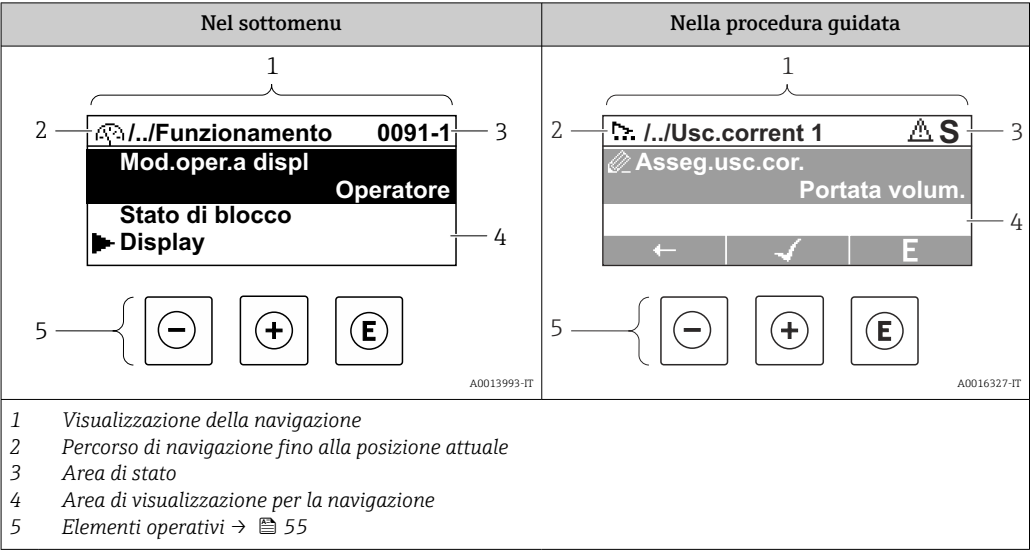 Nel sottomenu
Nella procedura guidata
1
2
/../Funzionamento 0091-1
3
Mod.oper.a displ
Operatore
Stato di blocco
Display
4
5
− + E
A0013993-IT
1
2
/../Usc.corrent 1 S
3
Asseg.usc.cor.
Portata volum.
4
← ✓ E
5
− + E
A0016327-IT
1 Visualizzazione della navigazione
2 Percorso di navigazione fino alla posizione attuale
3 Area di stato
4 Area di visualizzazione per la navigazione
5 Elementi operativi → 55